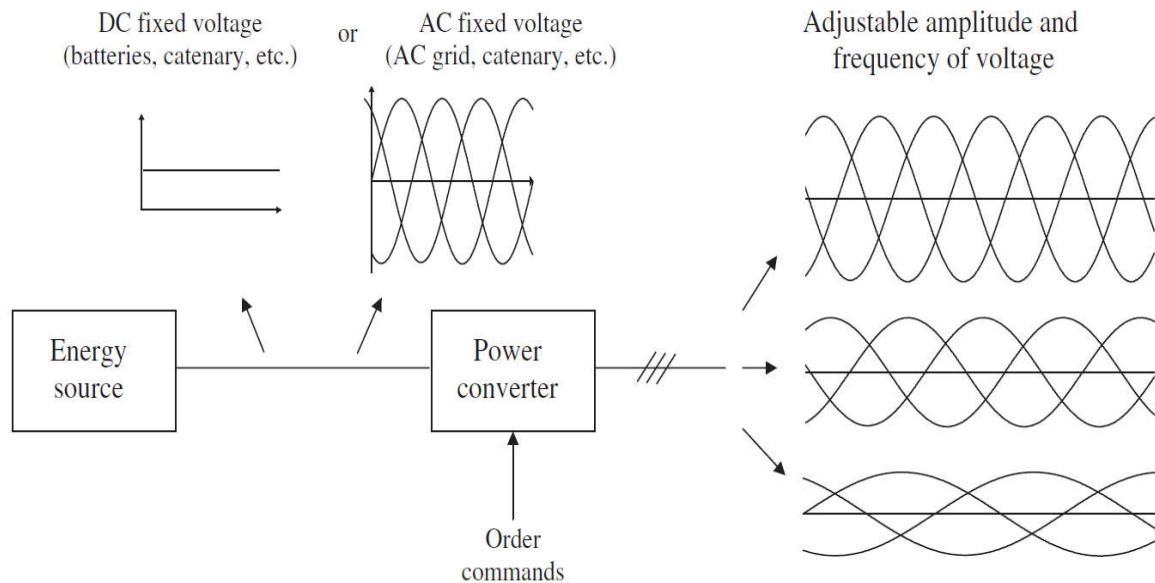 DC fixed voltage
(batteries, catenary, etc.)
or
AC fixed voltage
(AC grid, catenary, etc.)
Adjustable amplitude and
frequency of voltage
Energy
source
Power
converter
Order
commands